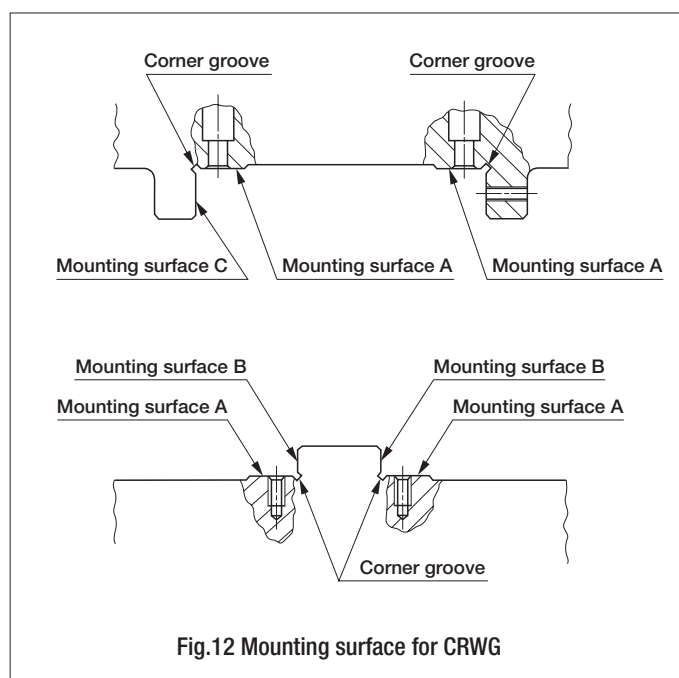 Corner groove
Corner groove
Mounting surface C
Mounting surface A
Mounting surface A
Mounting surface B
Mounting surface B
Mounting surface A
Mounting surface A
Corner groove
Fig.12 Mounting surface for CRWG